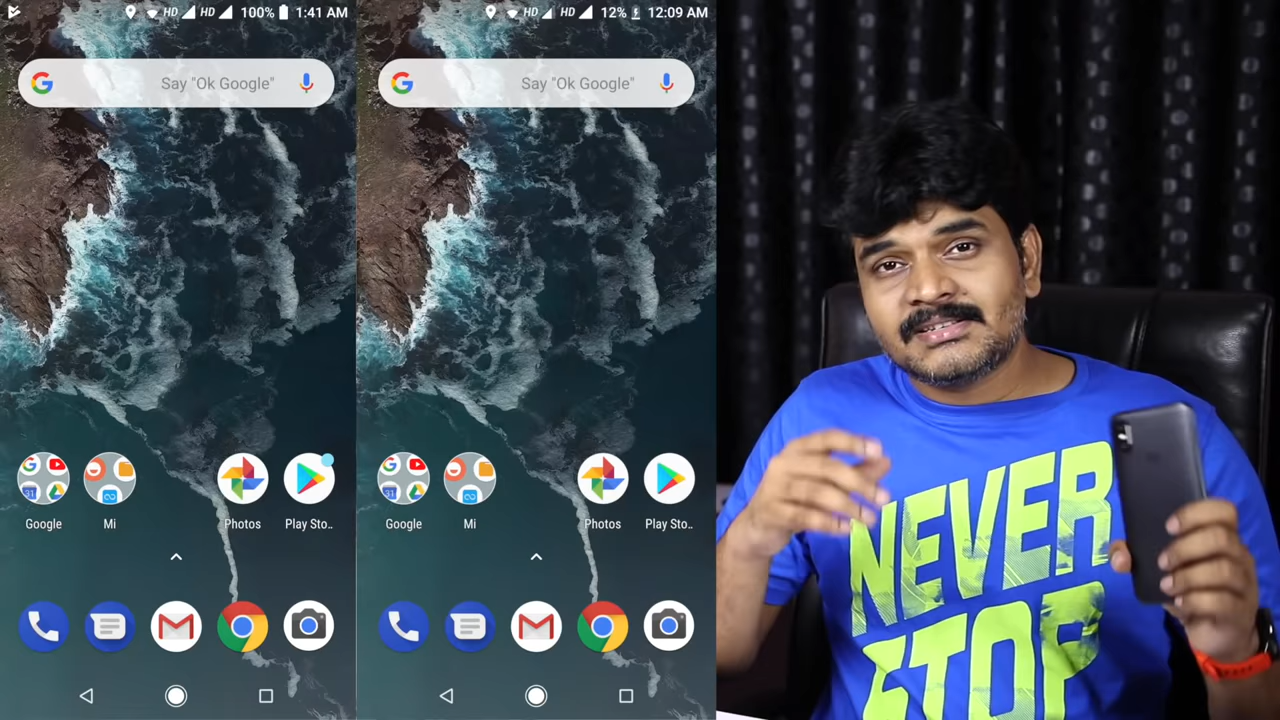 HD HD 100% 1:41 AM
Say "Ok Google"
Google Mi Photos Play Sto..
HD HD 12% 12:09 AM
Say "Ok Google"
Google Mi Photos Play Sto..
NEVER
STOP